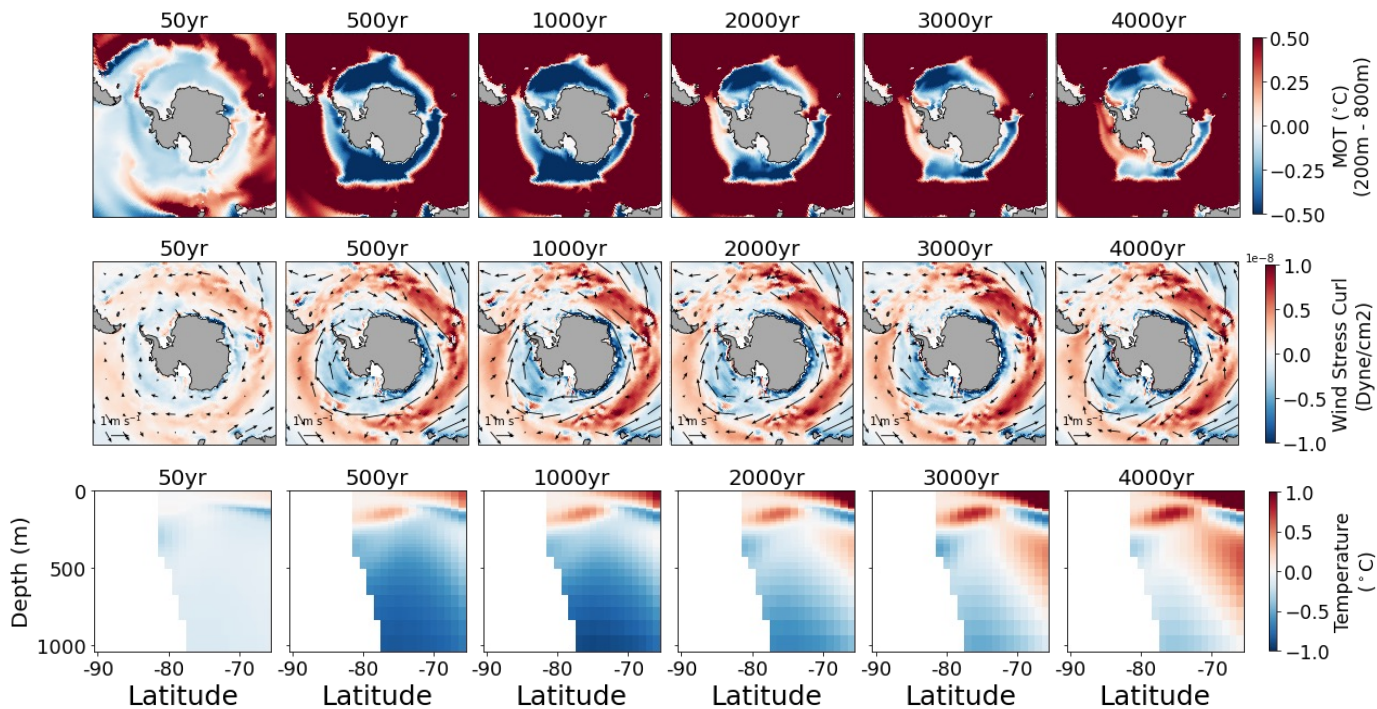 50yr 500yr 1000yr 2000yr 3000yr 4000yr
0.50
0.25
0.00
−0.25
−0.50
MOT (°C)
(200m - 800m)
50yr 500yr 1000yr 2000yr 3000yr 4000yr
1e−8
1.0
0.5
0.0
−0.5
−1.0
Wind Stress Curl
(Dyne/cm2)
1 m s⁻¹ 1 m s⁻¹ 1 m s⁻¹ 1 m s⁻¹ 1 m s⁻¹ 1 m s⁻¹
50yr 500yr 1000yr 2000yr 3000yr 4000yr
Depth (m)
0
500
1000
1.0
0.5
0.0
−0.5
−1.0
Temperature
(°C)
-90 -80 -70 -90 -80 -70 -90 -80 -70 -90 -80 -70 -90 -80 -70 -90 -80 -70
Latitude Latitude Latitude Latitude Latitude Latitude